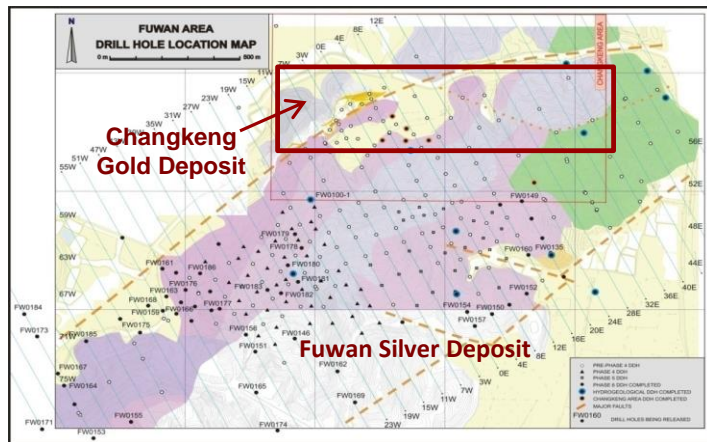 FUWAN AREA
DRILL HOLE LOCATION MAP
N
0 m
500 m
12E
8E
4E
0E
3W
7W
11W
15W
19W
23W
27W
31W
47W
51W
55W
59W
63W
67W
71W
75W
CHANGKENG AREA
Changkeng
Gold Deposit
56E
52E
48E
44E
40E
36E
32E
28E
24E
20E
16E
12E
8E
4E
0E
3W
7W
11W
15W
19W
23W
FW0100-1
FW0149
FW0179
FW0178
FW0160
FW0135
FW0161
FW0186
FW0180
FW0176
FW0181
FW0163
FW0183
FW0182
FW0152
FW0184
FW0168
FW0159
FW0166
FW0177
FW0154
FW0150
FW0173
FW0175
FW0156
FW0146
FW0157
FW0185
FW0151
Fuwan Silver Deposit
FW0167
FW0162
FW0164
FW0165
FW0169
FW0171
FW0155
FW0153
FW0174
PRE-PHASE 4 DDH
PHASE 4 DDH
PHASE 5 DDH
PHASE 6 DDH COMPLETED
HYDROGEOLOGICAL DDH COMPLETED
CHANGKENG AREA DDH COMPLETED
MAJOR FAULTS
FW0160
DRILL HOLES BEING RELEASED